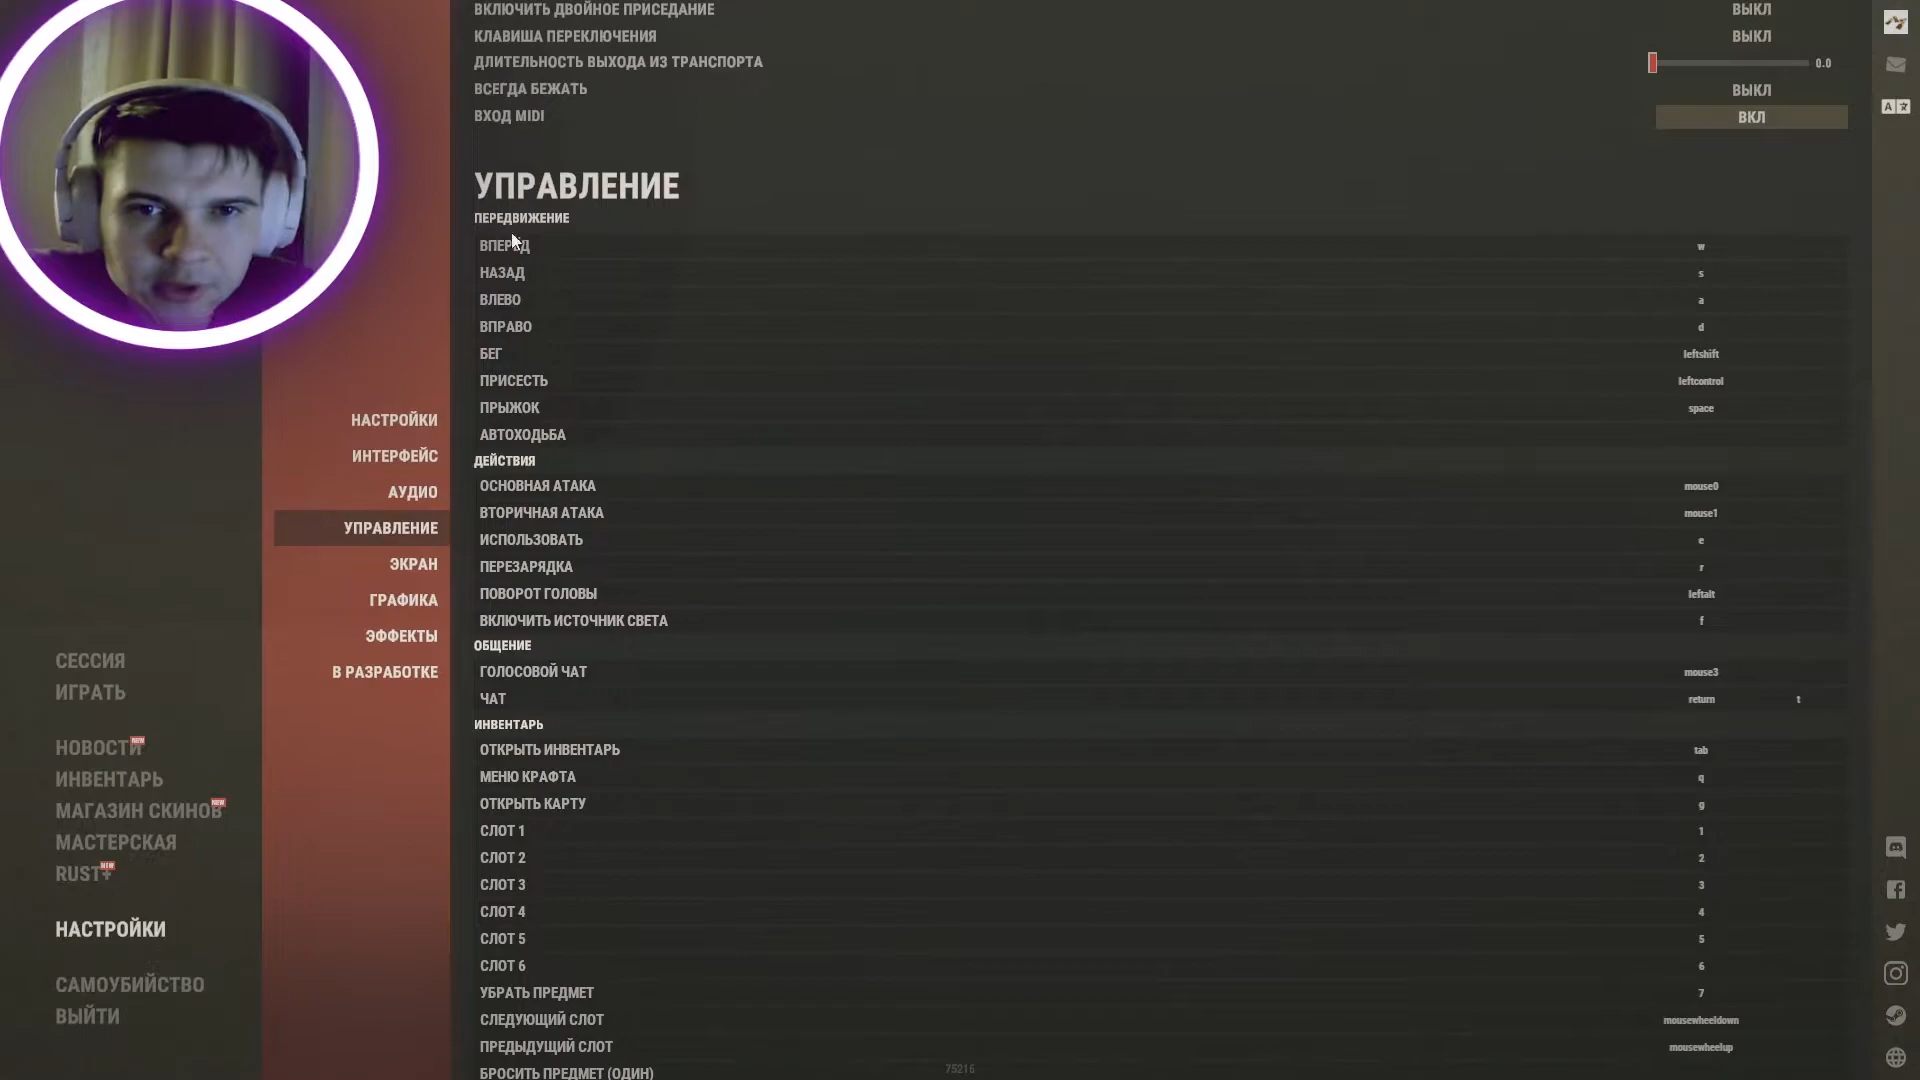 ВКЛЮЧИТЬ ДВОЙНОЕ ПРИСЕДАНИЕ ВЫКЛ
КЛАВИША ПЕРЕКЛЮЧЕНИЯ ВЫКЛ
ДЛИТЕЛЬНОСТЬ ВЫХОДА ИЗ ТРАНСПОРТА 0.0
ВСЕГДА БЕЖАТЬ ВЫКЛ
ВХОД MIDI ВКЛ
УПРАВЛЕНИЕ
ПЕРЕДВИЖЕНИЕ
ВПЕРЁД w
НАЗАД s
ВЛЕВО a
ВПРАВО d
БЕГ leftshift
ПРИСЕСТЬ leftcontrol
ПРЫЖОК space
АВТОХОДЬБА
ДЕЙСТВИЯ
ОСНОВНАЯ АТАКА mouse0
ВТОРИЧНАЯ АТАКА mouse1
ИСПОЛЬЗОВАТЬ e
ПЕРЕЗАРЯДКА r
ПОВОРОТ ГОЛОВЫ leftalt
ВКЛЮЧИТЬ ИСТОЧНИК СВЕТА f
ОБЩЕНИЕ
ГОЛОСОВОЙ ЧАТ mouse3
ЧАТ return t
ИНВЕНТАРЬ
ОТКРЫТЬ ИНВЕНТАРЬ tab
МЕНЮ КРАФТА q
ОТКРЫТЬ КАРТУ g
СЛОТ 1 1
СЛОТ 2 2
СЛОТ 3 3
СЛОТ 4 4
СЛОТ 5 5
СЛОТ 6 6
УБРАТЬ ПРЕДМЕТ 7
СЛЕДУЮЩИЙ СЛОТ mousewheeldown
ПРЕДЫДУЩИЙ СЛОТ mousewheelup
БРОСИТЬ ПРЕДМЕТ (ОДИН)
75216
НАСТРОЙКИ
ИНТЕРФЕЙС
АУДИО
УПРАВЛЕНИЕ
ЭКРАН
ГРАФИКА
ЭФФЕКТЫ
В РАЗРАБОТКЕ
СЕССИЯ
ИГРАТЬ
НОВОСТИ NEW
ИНВЕНТАРЬ
МАГАЗИН СКИНОВ NEW
МАСТЕРСКАЯ
RUST+ NEW
НАСТРОЙКИ
САМОУБИЙСТВО
ВЫЙТИ